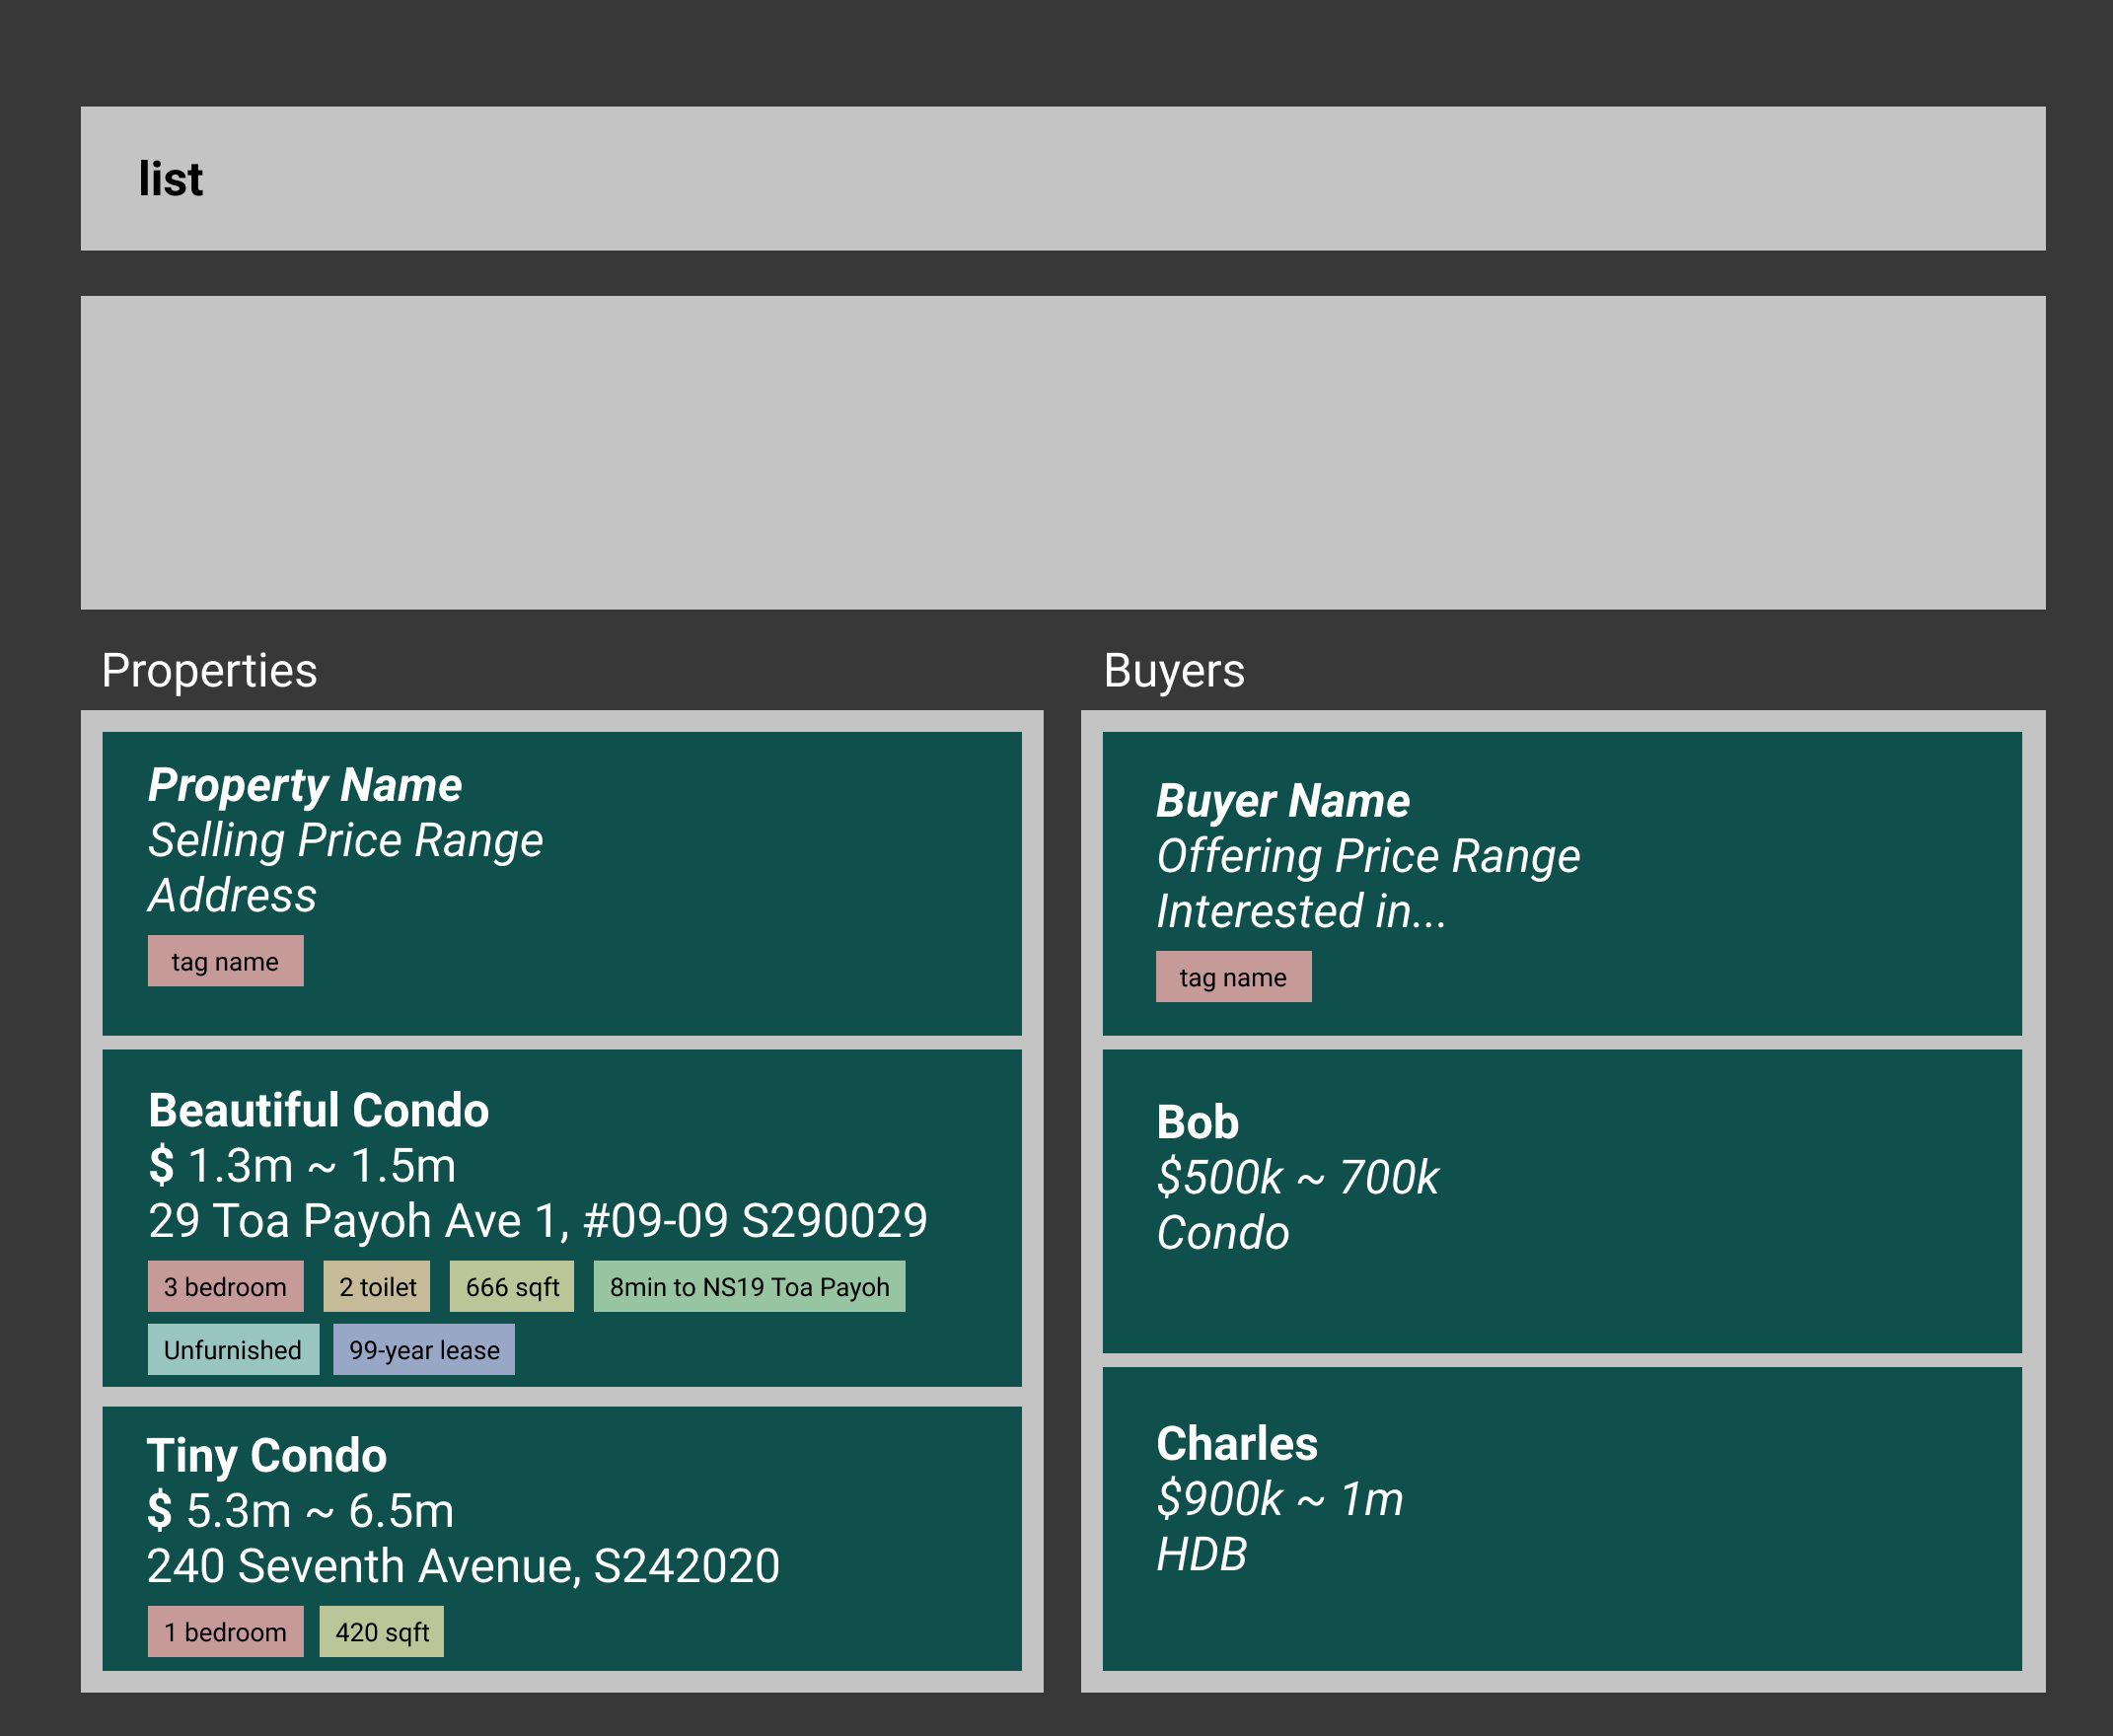 list
Properties
Property Name
Selling Price Range
Address
tag name
Beautiful Condo
$ 1.3m ~ 1.5m
29 Toa Payoh Ave 1, #09-09 S290029
3 bedroom 2 toilet 666 sqft 8min to NS19 Toa Payoh
Unfurnished 99-year lease
Tiny Condo
$ 5.3m ~ 6.5m
240 Seventh Avenue, S242020
1 bedroom 420 sqft
Buyers
Buyer Name
Offering Price Range
Interested in...
tag name
Bob
$500k ~ 700k
Condo
Charles
$900k ~ 1m
HDB